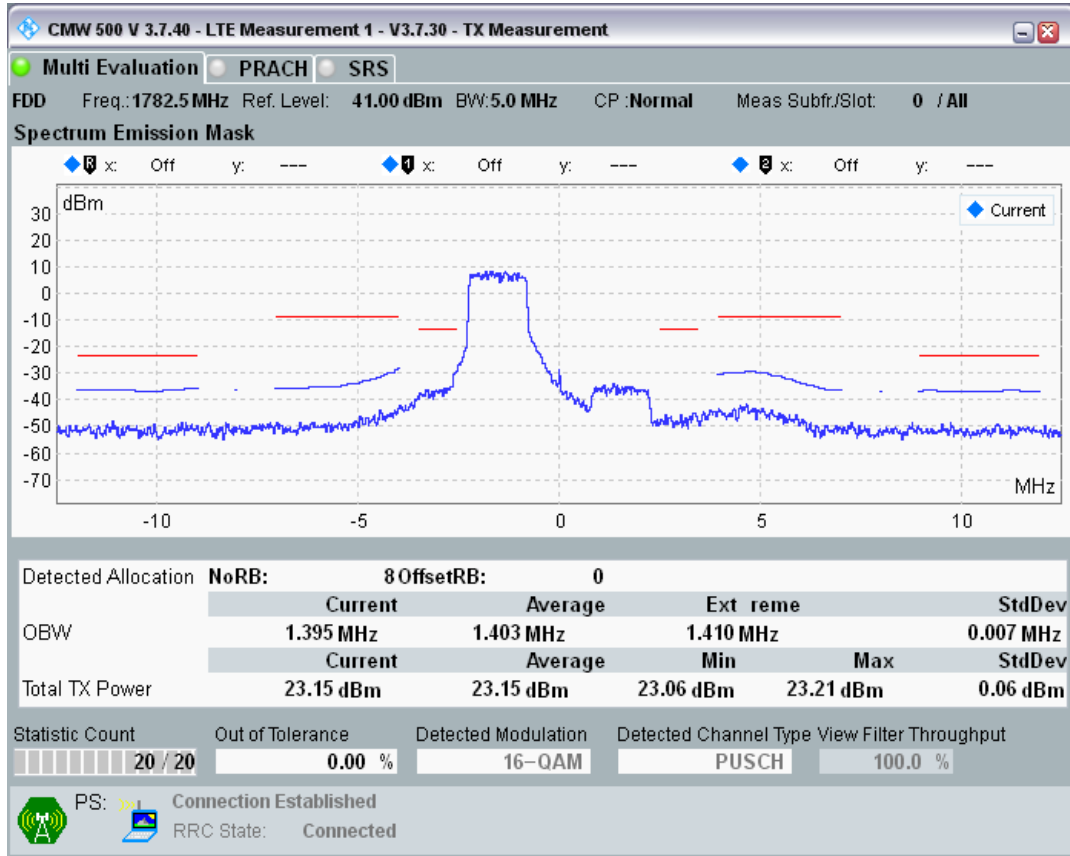 CMW 500 V 3.7.40 - LTE Measurement 1 - V3.7.30 - TX Measurement
Multi Evaluation PRACH SRS
FDD Freq.: 1782.5 MHz Ref. Level: 41.00 dBm BW: 5.0 MHz CP : Normal Meas Subfr./Slot: 0 / All
Spectrum Emission Mask
R x: Off y: --- 1 x: Off y: --- 2 x: Off y: ---
dBm
Current
30
20
10
0
-10
-20
-30
-40
-50
-60
-70
MHz
-10 -5 0 5 10
Detected Allocation NoRB: 8 OffsetRB: 0
Current Average Ext reme StdDev
OBW 1.395 MHz 1.403 MHz 1.410 MHz 0.007 MHz
Current Average Min Max StdDev
Total TX Power 23.15 dBm 23.15 dBm 23.06 dBm 23.21 dBm 0.06 dBm
Statistic Count Out of Tolerance Detected Modulation Detected Channel Type View Filter Throughput
20 / 20 0.00 % 16-QAM PUSCH 100.0 %
PS: Connection Established
RRC State: Connected